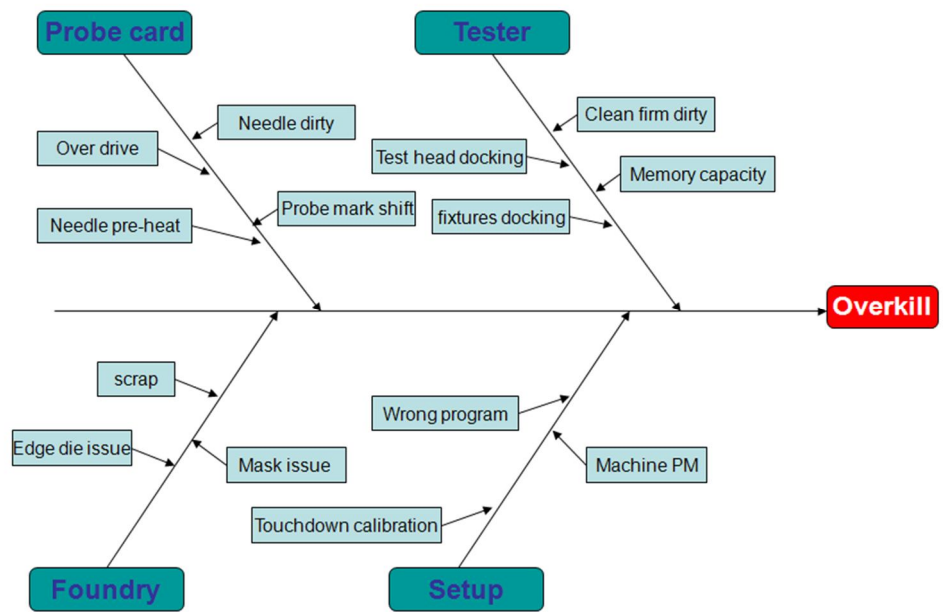 Probe card
Tester
Needle dirty
Clean firm dirty
Over drive
Test head docking
Memory capacity
Probe mark shift
Needle pre-heat
fixtures docking
Overkill
scrap
Wrong program
Edge die issue
Mask issue
Machine PM
Touchdown calibration
Foundry
Setup